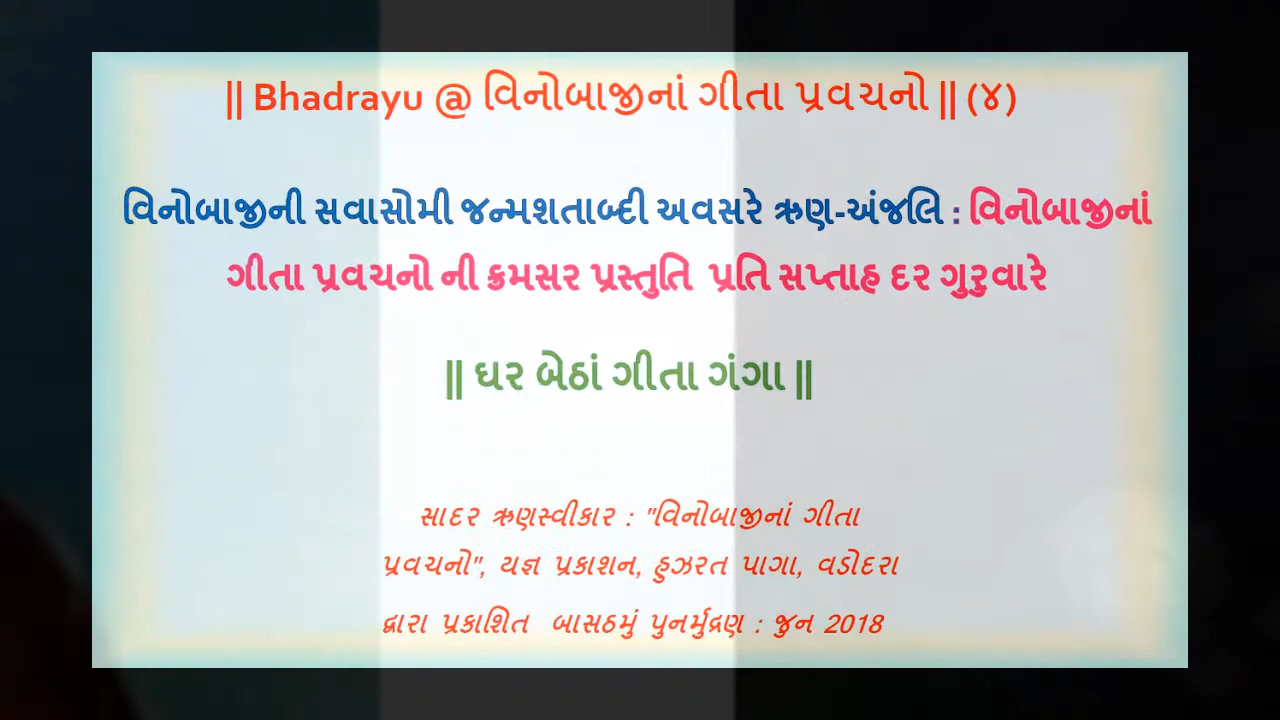 || Bhadrayu @ વિનોબાજીનાં ગીતા પ્રવચનો || (૪)
વિનોબાજીની સવાસોમી જન્મશતાબ્દી અવસરે ઋણ-અંજલિ : વિનોબાજીનાં
ગીતા પ્રવચનો ની ક્રમસર પ્રસ્તુતિ પ્રતિ સપ્તાહ દર ગુરુવારે
|| ઘર બેઠાં ગીતા ગંગા ||
સાદર ઋણસ્વીકાર : "વિનોબાજીનાં ગીતા
પ્રવચનો", યજ્ઞ પ્રકાશન, હુઝરત પાગા, વડોદરા
દ્વારા પ્રકાશિત બાસઠમું પુનર્મુદ્રણ : જુન 2018